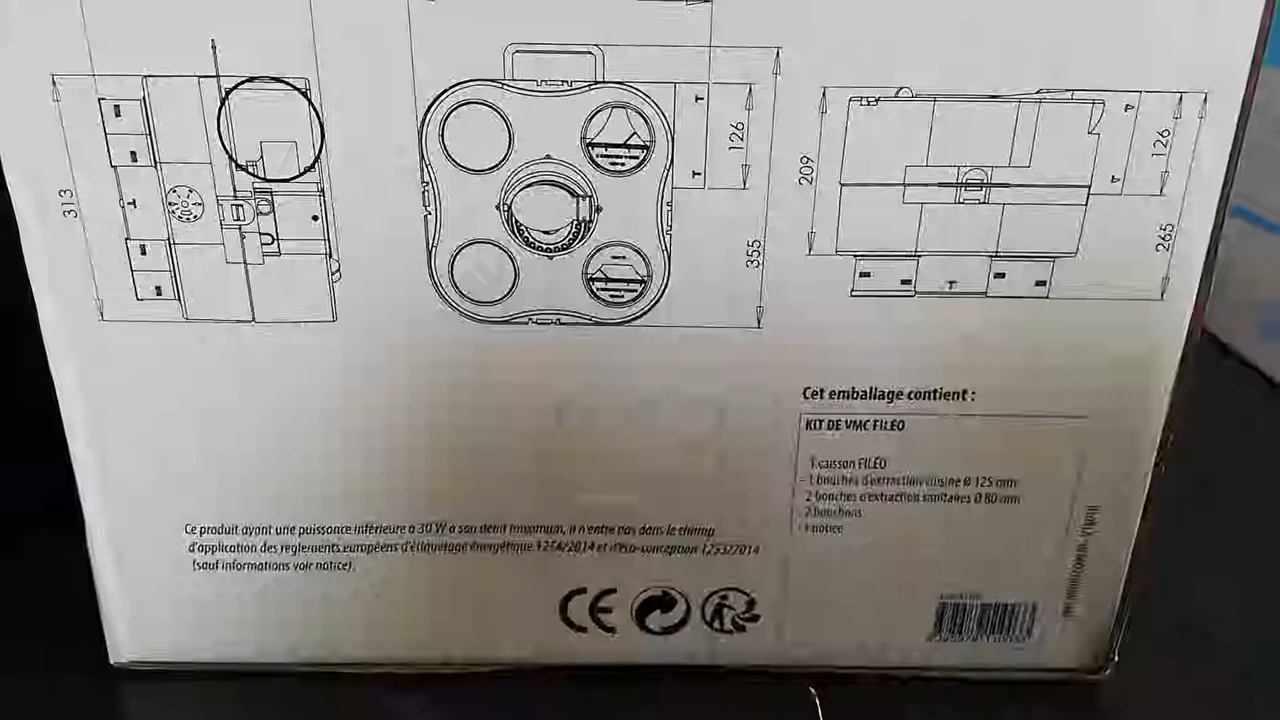 313
126
355
209
126
265
Cet emballage contient :
KIT DE VMC FILEO
1 caisson FILEO
- 1 bouches d'extraction cuisine Ø 125 mm
2 bouches d'extraction sanitaires Ø 80 mm
- 2 bouchons
- 1 notice
Ce produit ayant une puissance inférieure à 30 W à son débit maximum, il n'entre pas dans le champ
d'application des reglements européens d'étiquetage énergétique 1254/2014 et d'éco-conception 1253/2014
(sauf informations voir notice)
CE